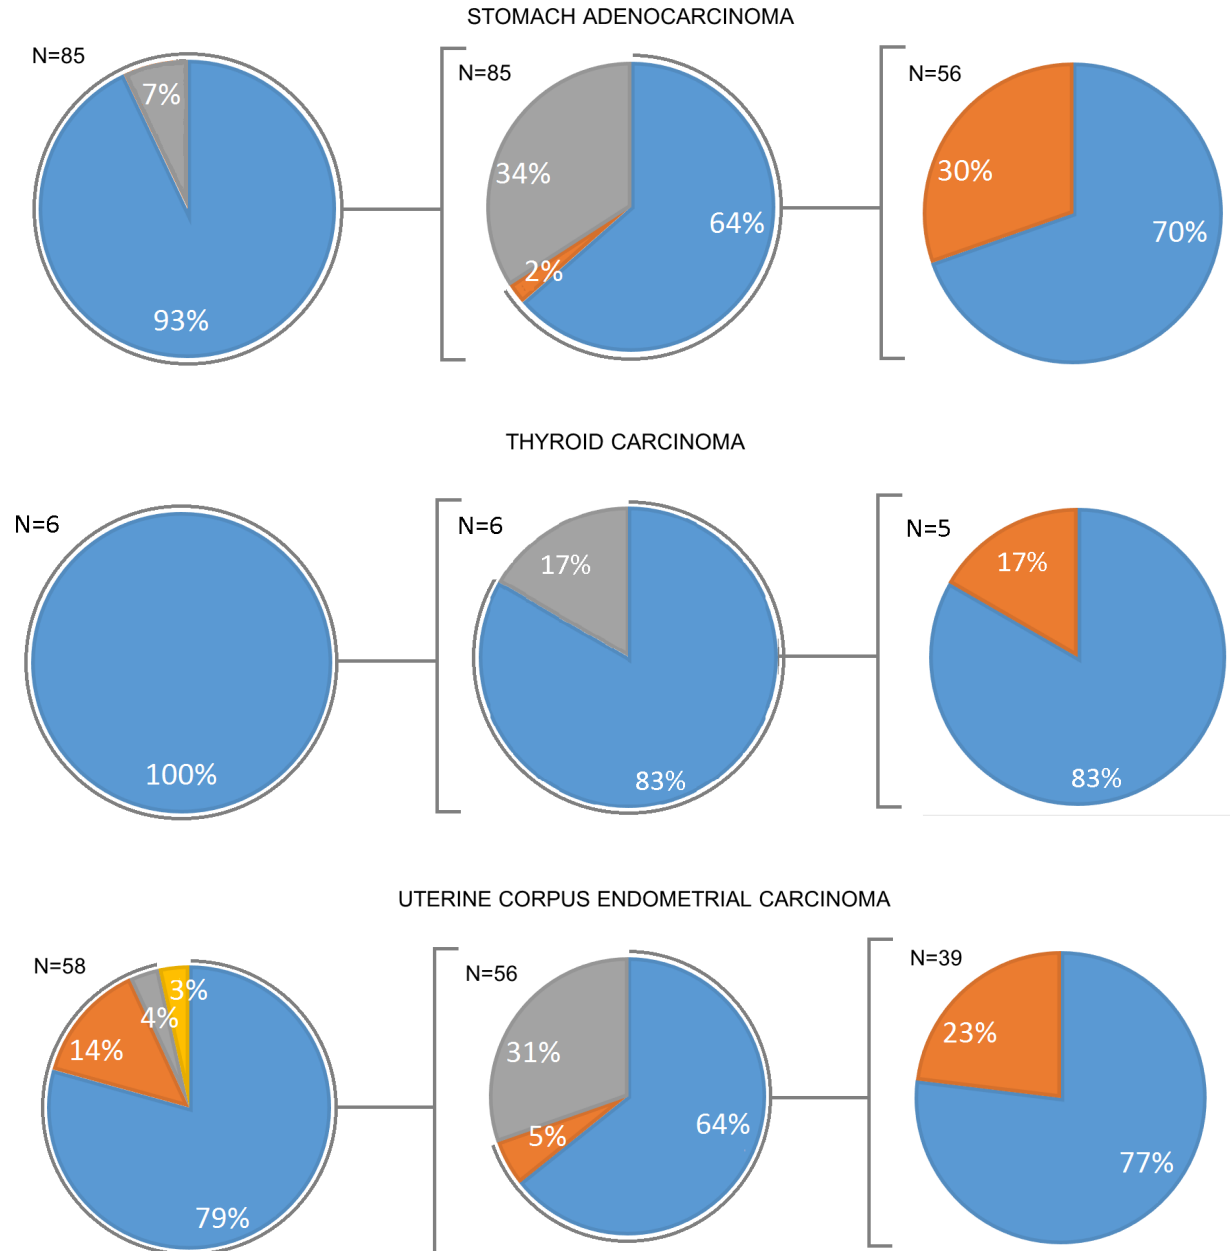 STOMACH ADENOCARCINOMA
N=85
7%
93%
N=85
34%
2%
64%
N=56
30%
70%
THYROID CARCINOMA
N=6
100%
N=6
17%
83%
N=5
17%
83%
UTERINE CORPUS ENDOMETRIAL CARCINOMA
N=58
3%
4%
14%
79%
N=56
31%
5%
64%
N=39
23%
77%